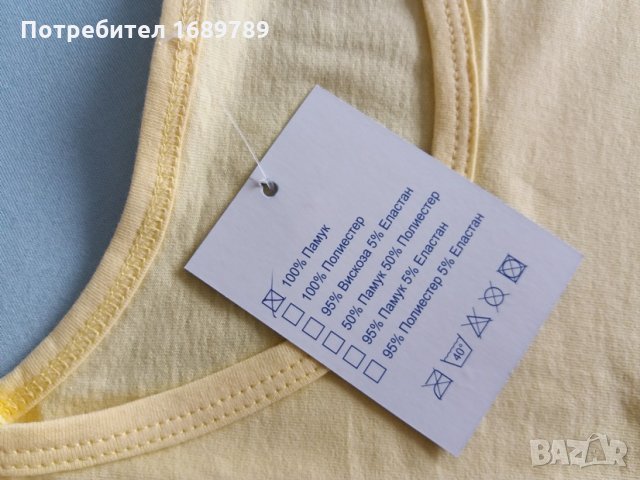 Потребител 1689789
100% Памук
100% Полиестер
95% Вискоза 5% Еластан
50% Памук 50% Полиестер
95% Памук 5% Еластан
95% Полиестер 5% Еластан
40°
BAZAR